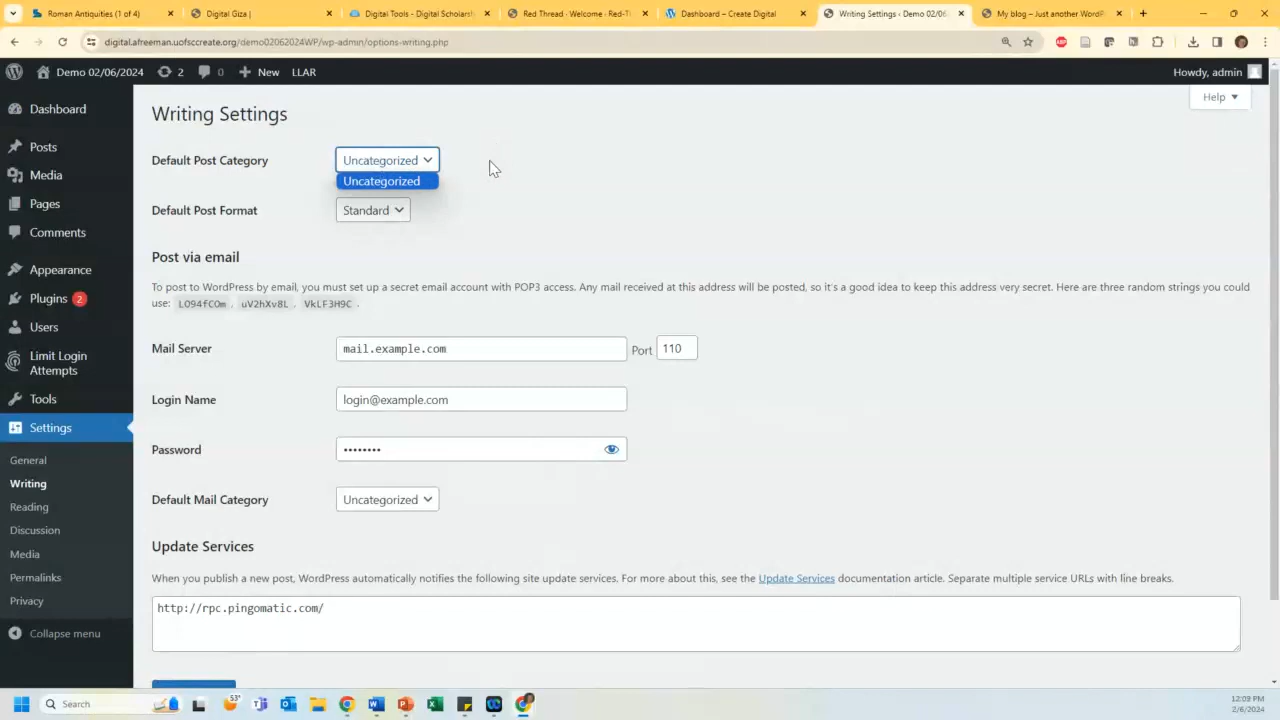 Roman Antiquities (1 of 4)
Digital Giza |
Digital Tools - Digital Scholarsh
Red Thread · Welcome · Red-Th
Dashboard – Create Digital
Writing Settings ‹ Demo 02/06
My blog – Just another WordPr
digital.afreeman.uofsccreate.org/demo02062024WP/wp-admin/options-writing.php
Demo 02/06/2024 2 0 New LLAR Howdy, admin
Help
Dashboard
Posts
Media
Pages
Comments
Appearance
Plugins 2
Users
Limit Login
Attempts
Tools
Settings
General
Writing
Reading
Discussion
Media
Permalinks
Privacy
Collapse menu
Writing Settings
Default Post Category Uncategorized
Uncategorized
Default Post Format Standard
Post via email
To post to WordPress by email, you must set up a secret email account with POP3 access. Any mail received at this address will be posted, so it's a good idea to keep this address very secret. Here are three random strings you could
use: LO94fCOm , uV2hXv8L , VkLF3H9C .
Mail Server mail.example.com Port 110
Login Name login@example.com
Password ••••••••
Default Mail Category Uncategorized
Update Services
When you publish a new post, WordPress automatically notifies the following site update services. For more about this, see the Update Services documentation article. Separate multiple service URLs with line breaks.
http://rpc.pingomatic.com/
Search
53°
12:09 PM
2/6/2024